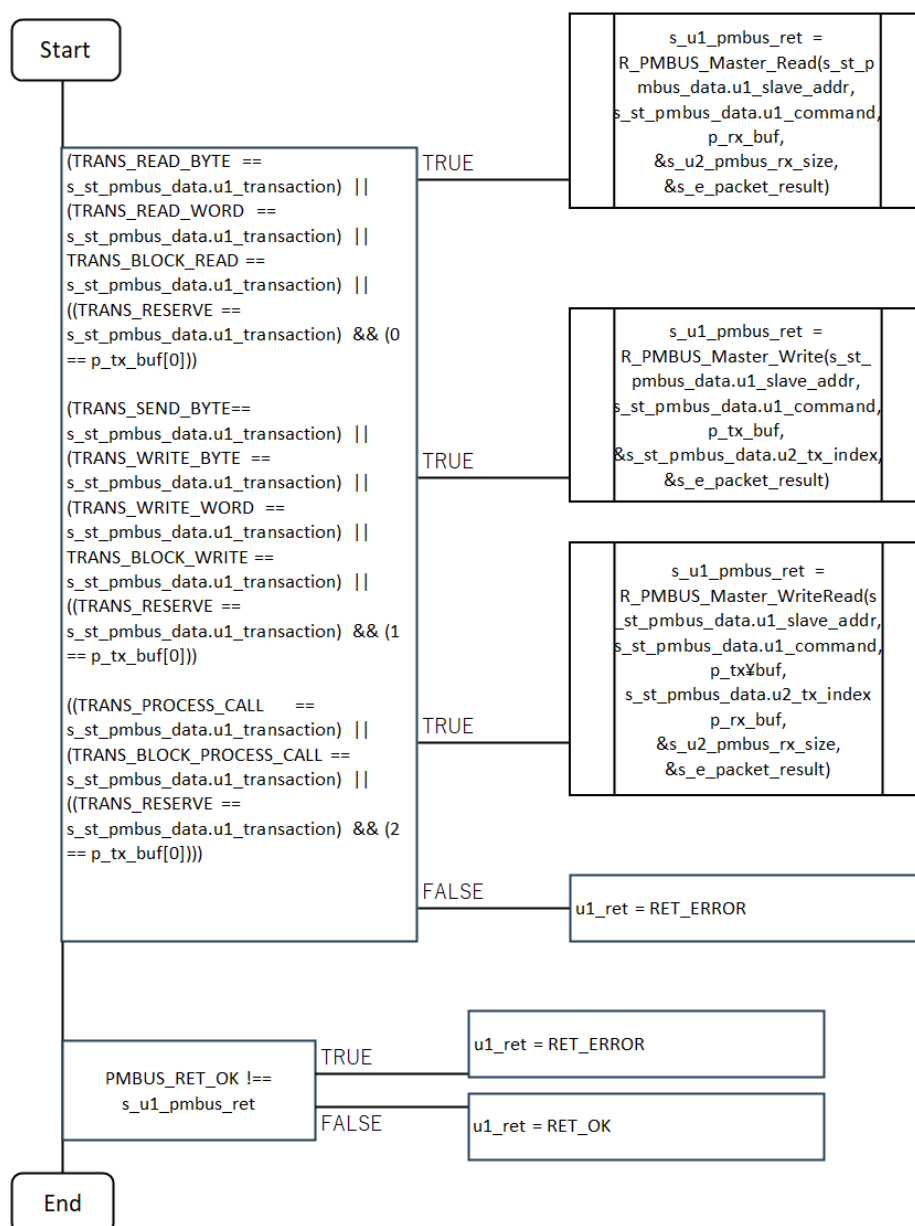 Start
(TRANS_READ_BYTE ==
s_st_pmbus_data.u1_transaction) ||
(TRANS_READ_WORD ==
s_st_pmbus_data.u1_transaction) ||
TRANS_BLOCK_READ ==
s_st_pmbus_data.u1_transaction) ||
((TRANS_RESERVE ==
s_st_pmbus_data.u1_transaction) && (0
== p_tx_buf[0]))
TRUE
s_u1_pmbus_ret =
R_PMBUS_Master_Read(s_st_p
mbus_data.u1_slave_addr,
s_st_pmbus_data.u1_command,
p_rx_buf,
&s_u2_pmbus_rx_size,
&s_e_packet_result)
(TRANS_SEND_BYTE==
s_st_pmbus_data.u1_transaction) ||
(TRANS_WRITE_BYTE ==
s_st_pmbus_data.u1_transaction) ||
(TRANS_WRITE_WORD ==
s_st_pmbus_data.u1_transaction) ||
TRANS_BLOCK_WRITE ==
s_st_pmbus_data.u1_transaction) ||
((TRANS_RESERVE ==
s_st_pmbus_data.u1_transaction) && (1
== p_tx_buf[0]))
TRUE
s_u1_pmbus_ret =
R_PMBUS_Master_Write(s_st_
pmbus_data.u1_slave_addr,
s_st_pmbus_data.u1_command,
p_tx_buf,
&s_st_pmbus_data.u2_tx_index,
&s_e_packet_result)
((TRANS_PROCESS_CALL ==
s_st_pmbus_data.u1_transaction) ||
(TRANS_BLOCK_PROCESS_CALL ==
s_st_pmbus_data.u1_transaction) ||
((TRANS_RESERVE ==
s_st_pmbus_data.u1_transaction) && (2
== p_tx_buf[0])))
TRUE
s_u1_pmbus_ret =
R_PMBUS_Master_WriteRead(s
_st_pmbus_data.u1_slave_addr,
s_st_pmbus_data.u1_command,
p_tx¥buf,
s_st_pmbus_data.u2_tx_index
p_rx_buf,
&s_u2_pmbus_rx_size,
&s_e_packet_result)
FALSE
u1_ret = RET_ERROR
PMBUS_RET_OK !==
s_u1_pmbus_ret
TRUE
u1_ret = RET_ERROR
FALSE
u1_ret = RET_OK
End